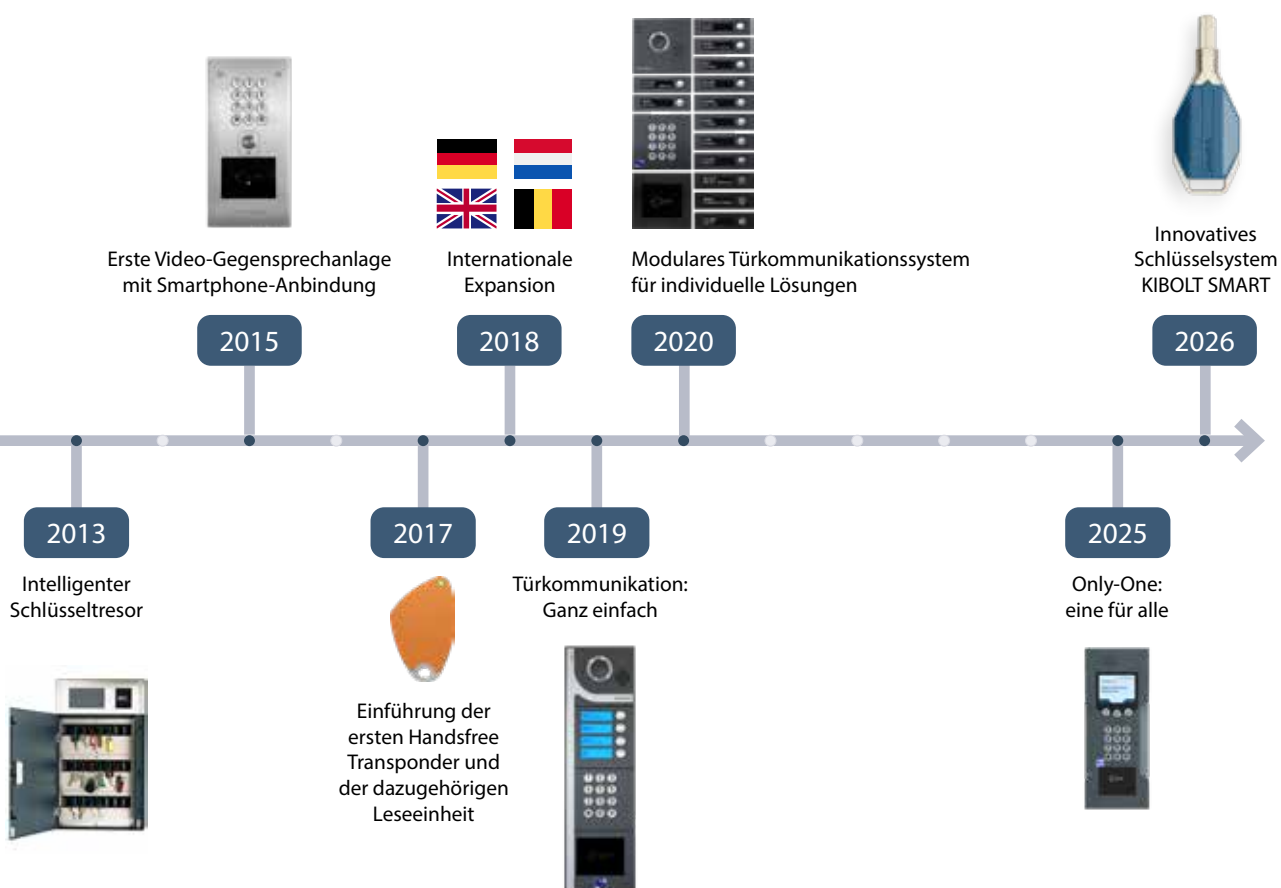 Erste Video-Gegensprechanlage
mit Smartphone-Anbindung
2015
Internationale
Expansion
2018
Modulares Türkommunikationssystem
für individuelle Lösungen
2020
Innovatives
Schlüsselsystem
KIBOLT SMART
2026
2013
Intelligenter
Schlüsseltresor
2017
Einführung der
ersten Handsfree
Transponder und
der dazugehörigen
Leseeinheit
2019
Türkommunikation:
Ganz einfach
2025
Only-One:
eine für alle